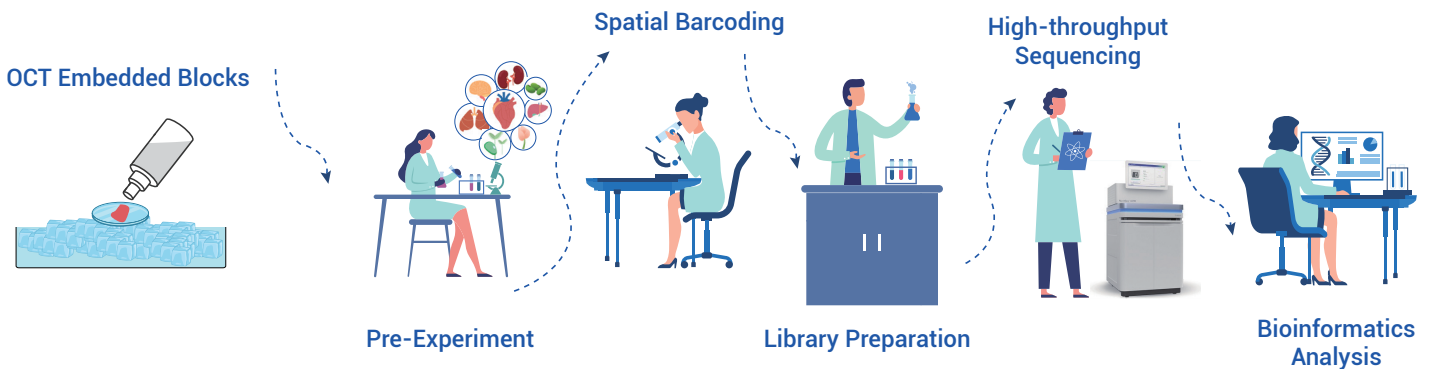 OCT Embedded Blocks
Pre-Experiment
Spatial Barcoding
Library Preparation
High-throughput
Sequencing
Bioinformatics
Analysis